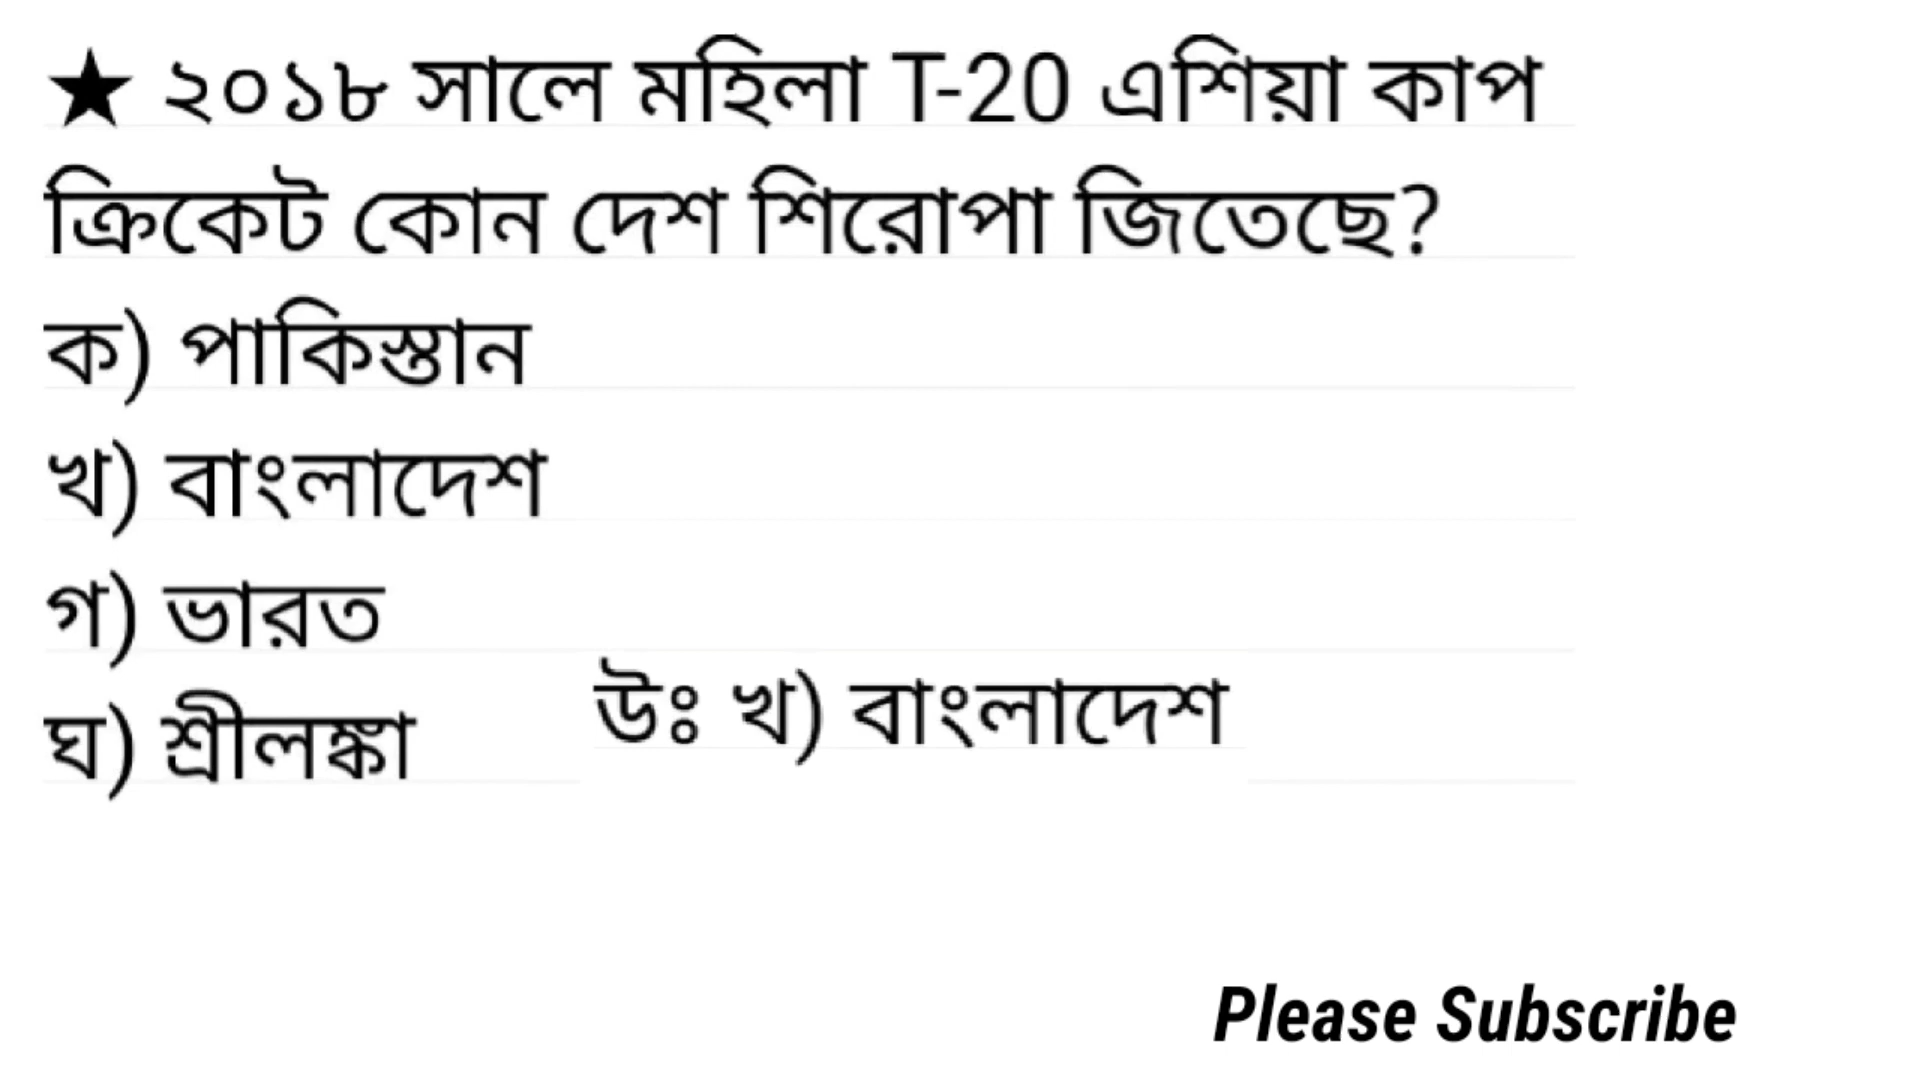 ★ ২০১৮ সালে মহিলা T-20 এশিয়া কাপ
ক্রিকেট কোন দেশ শিরোপা জিতেছে?
ক) পাকিস্তান
খ) বাংলাদেশ
গ) ভারত
ঘ) শ্রীলঙ্কা
উঃ খ) বাংলাদেশ
Please Subscribe